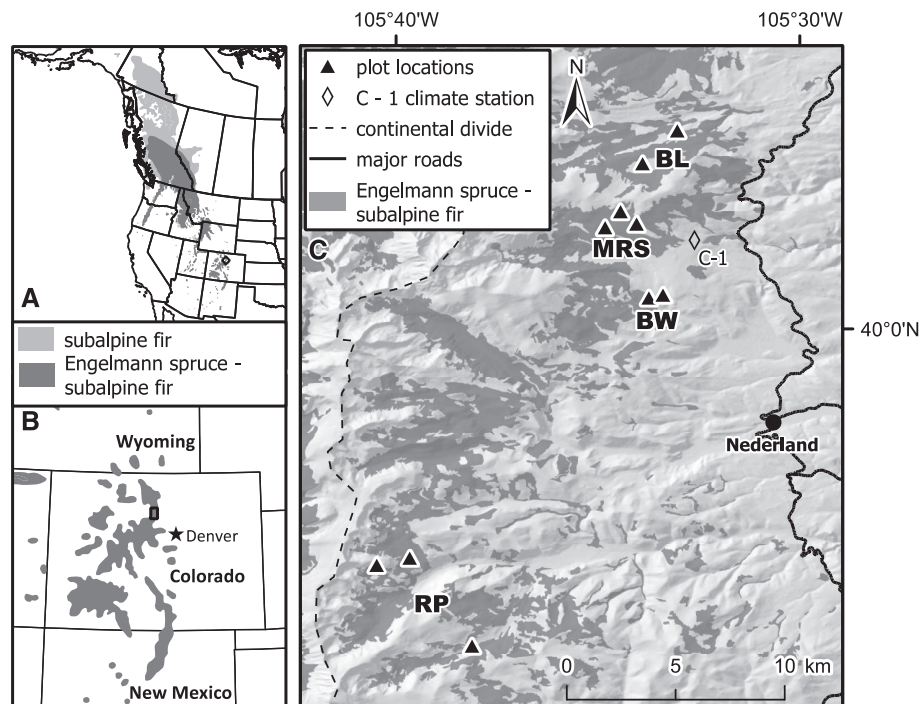 105°40'W
105°30'W
plot locations
C - 1 climate station
continental divide
major roads
Engelmann spruce -
subalpine fir
N
BL
MRS
C
C-1
BW
A
40°0'N
subalpine fir
Engelmann spruce -
subalpine fir
B
Wyoming
Nederland
Denver
Colorado
RP
New Mexico
0
5
10 km